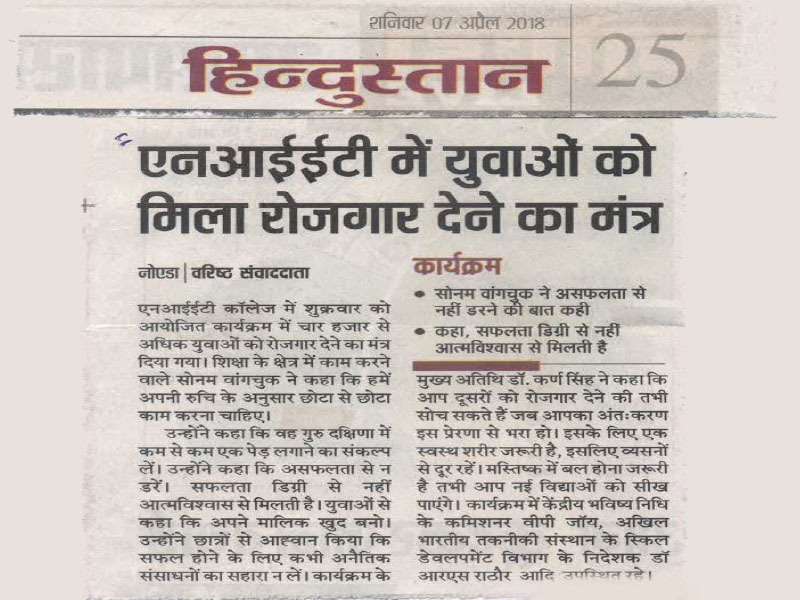 शनिवार 07 अप्रैल 2018
हिन्दुस्तान
25
एनआईईटी में युवाओं को
मिला रोजगार देने का मंत्र
नोएडा | वरिष्ठ संवाददाता
एनआईईटी कॉलेज में शुक्रवार को
आयोजित कार्यक्रम में चार हजार से
अधिक युवाओं को रोजगार देने का मंत्र
दिया गया। शिक्षा के क्षेत्र में काम करने
वाले सोनम वांगचुक ने कहा कि हमें
अपनी रुचि के अनुसार छोटा से छोटा
काम करना चाहिए।
उन्होंने कहा कि वह गुरु दक्षिणा में
कम से कम एक पेड़ लगाने का संकल्प
लें। उन्होंने कहा कि असफलता से न
डरें। सफलता डिग्री से नहीं
आत्मविश्वास से मिलती है। युवाओं से
कहा कि अपने मालिक खुद बनो।
उन्होंने छात्रों से आह्वान किया कि
सफल होने के लिए कभी अनैतिक
संसाधनों का सहारा न लें। कार्यक्रम के
कार्यक्रम
● सोनम वांगचुक ने असफलता से
नहीं डरने की बात कही
● कहा, सफलता डिग्री से नहीं
आत्मविश्वास से मिलती है
मुख्य अतिथि डॉ. कर्ण सिंह ने कहा कि
आप दूसरों को रोजगार देने की तभी
सोच सकते हैं जब आपका अंत:करण
इस प्रेरणा से भरा हो। इसके लिए एक
स्वस्थ शरीर जरूरी है, इसलिए व्यसनों
से दूर रहें। मस्तिष्क में बल होना जरूरी
है तभी आप नई विद्याओं को सीख
पाएंगे। कार्यक्रम में केंद्रीय भविष्य निधि
के कमिशनर वीपी जॉय, अखिल
भारतीय तकनीकी संस्थान के स्किल
डेवलपमेंट विभाग के निदेशक डॉ
आरएस राठौर आदि उपस्थित रहे।